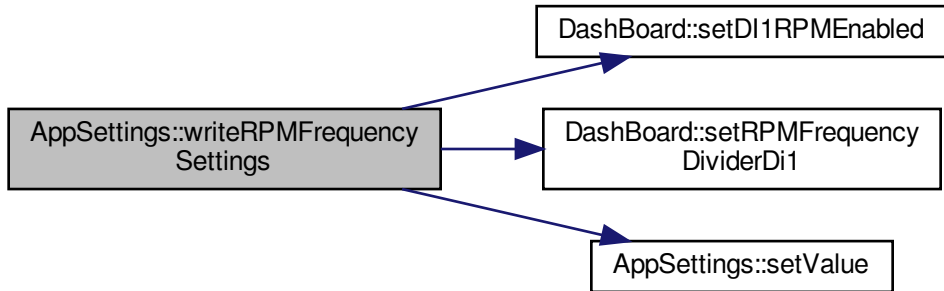 AppSettings::writeRPMFrequency
Settings
DashBoard::setDI1RPMEnabled
DashBoard::setRPMFrequency
DividerDi1
AppSettings::setValue